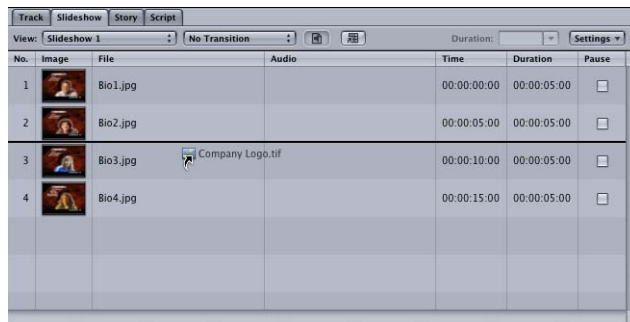 Track Slideshow Story Script
View: Slideshow 1 No Transition Duration: Settings
No. Image File Audio Time Duration Pause
1 Bio1.jpg 00:00:00:00 00:00:05:00
2 Bio2.jpg 00:00:05:00 00:00:05:00
Company Logo.tif
3 Bio3.jpg 00:00:10:00 00:00:05:00
4 Bio4.jpg 00:00:15:00 00:00:05:00